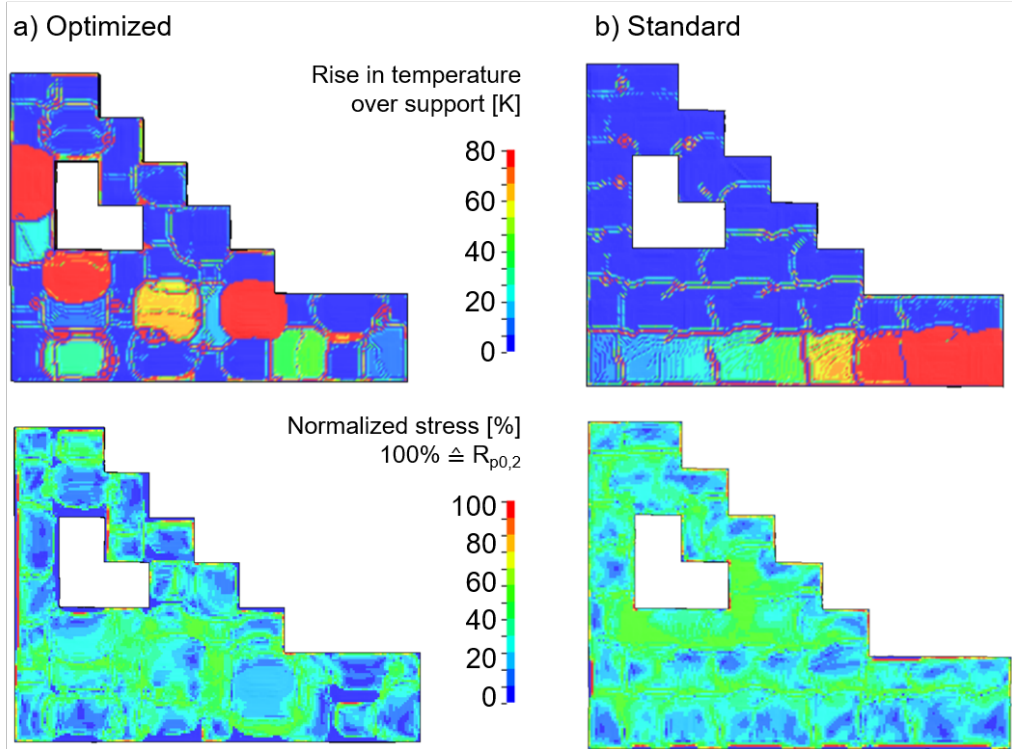 a) Optimized
b) Standard
Rise in temperature
over support [K]
80
60
40
20
0
Normalized stress [%]
100% ≙ Rp0,2
100
80
60
40
20
0